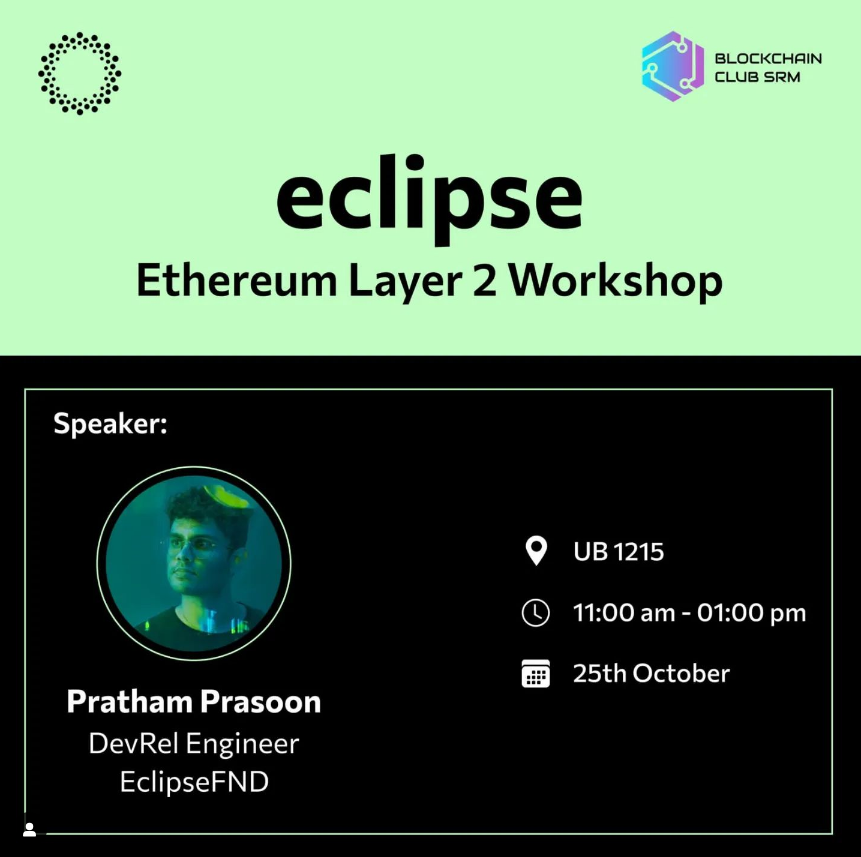 BLOCKCHAIN
CLUB SRM
eclipse
Ethereum Layer 2 Workshop
Speaker:
UB 1215
11:00 am - 01:00 pm
25th October
Pratham Prasoon
DevRel Engineer
EclipseFND